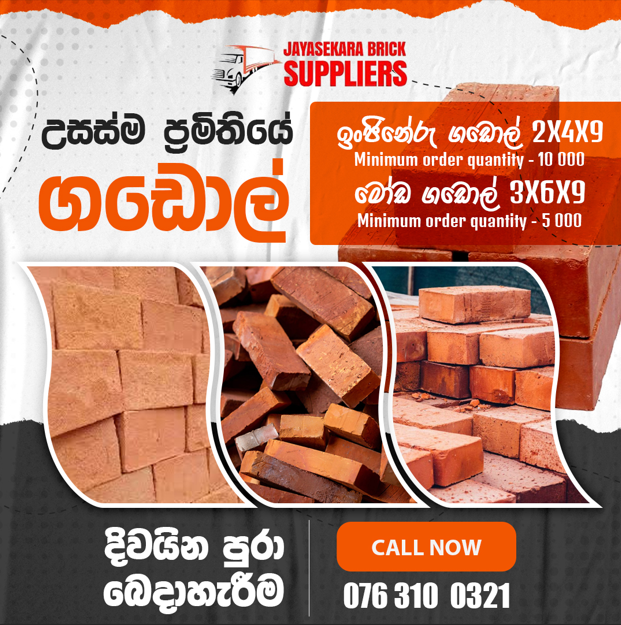 JAYASEKARA BRICK
SUPPLIERS
උසස්ම ප්‍රමිතියේ
ගඩොල්
ඉංජිනේරු ගඩොල් 2X4X9
Minimum order quantity - 10 000
මෝඩ ගඩොල් 3X6X9
Minimum order quantity - 5 000
දිවයින පුරා
බෙදාහැරීම
CALL NOW
076 310 0321